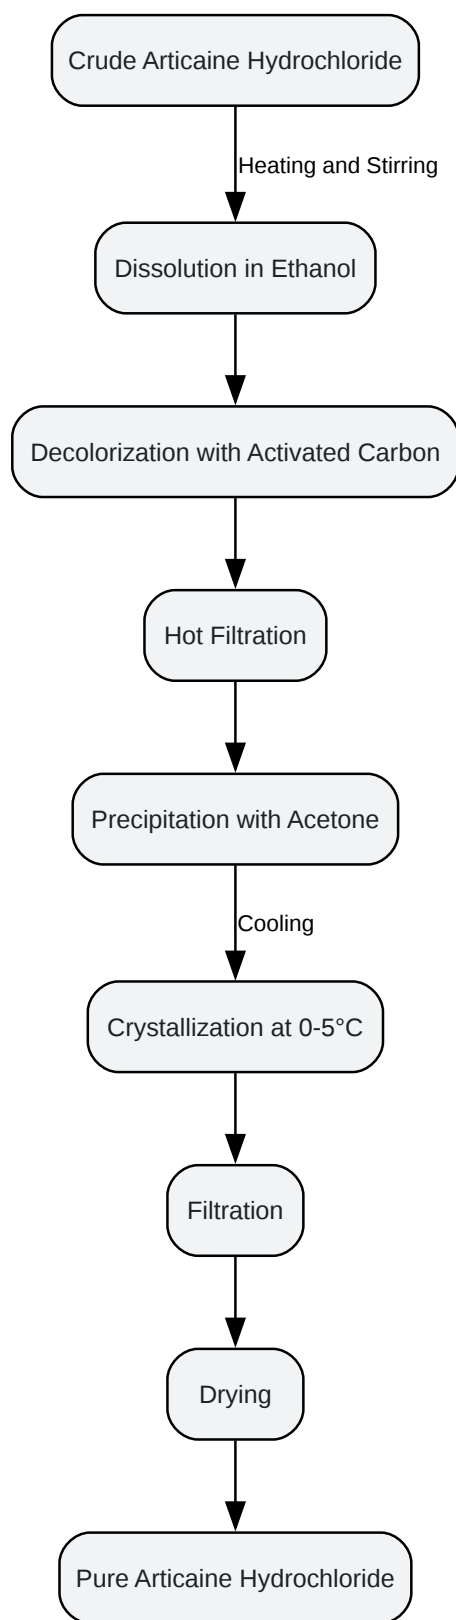 Crude Articaine Hydrochloride
Heating and Stirring
Dissolution in Ethanol
Decolorization with Activated Carbon
Hot Filtration
Precipitation with Acetone
Cooling
Crystallization at 0-5°C
Filtration
Drying
Pure Articaine Hydrochloride